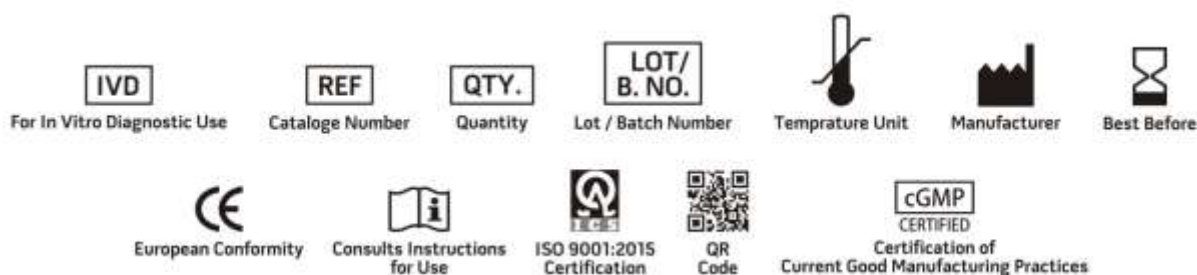 IVD
For In Vitro Diagnostic Use
REF
Cataloge Number
QTY.
Quantity
LOT/
B. NO.
Lot / Batch Number
Temprature Unit
Manufacturer
Best Before
CE
European Conformity
i
Consults Instructions
for Use
ICS
ISO 9001:2015
Certification
QR
Code
cGMP
CERTIFIED
Certification of
Current Good Manufacturing Practices